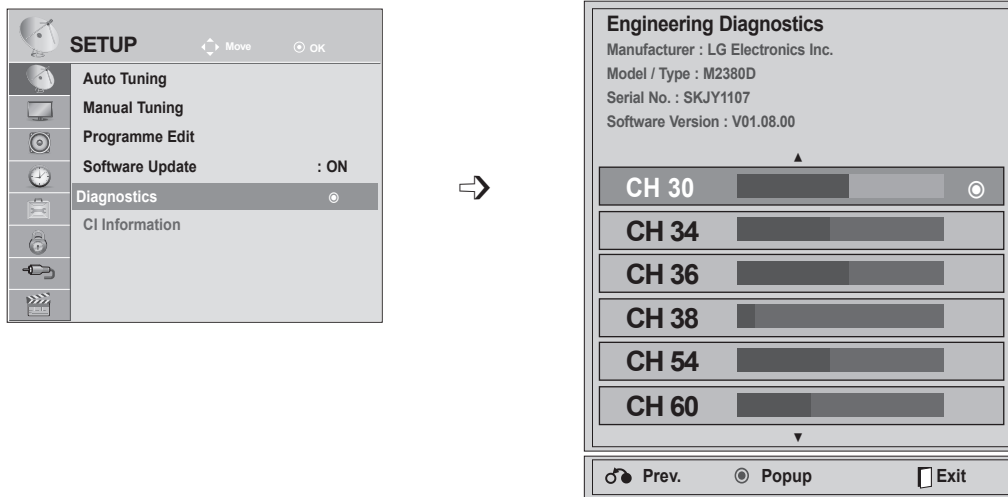 SETUP Move OK
Auto Tuning
Manual Tuning
Programme Edit
Software Update : ON
Diagnostics
CI Information
Engineering Diagnostics
Manufacturer : LG Electronics Inc.
Model / Type : M2380D
Serial No. : SKJY1107
Software Version : V01.08.00
CH 30
CH 34
CH 36
CH 38
CH 54
CH 60
Prev. Popup Exit